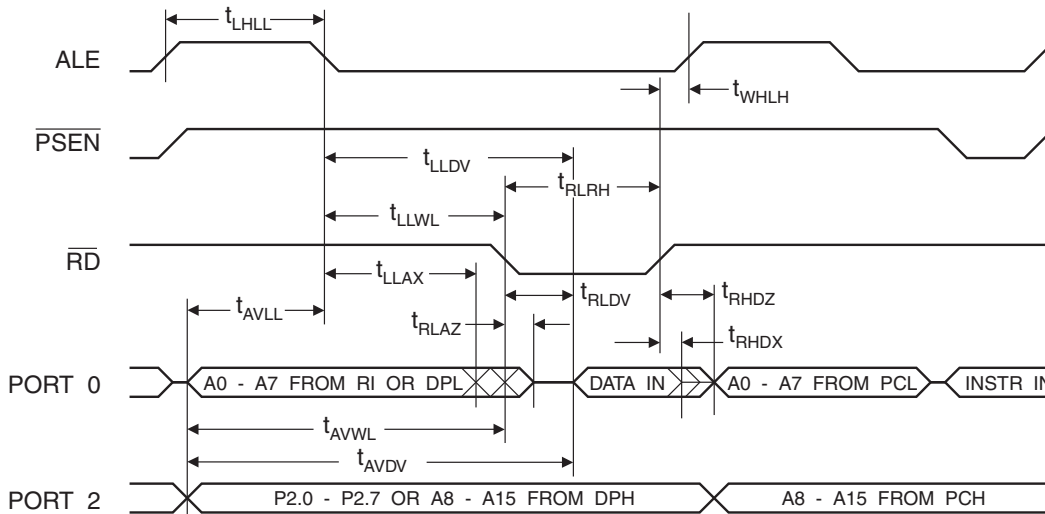 tLHLL
ALE
tWHLH
PSEN
tLLDV
tRLRH
tLLWL
RD
tLLAX
tRLDV
tRHDZ
tAVLL
tRLAZ
tRHDX
PORT 0
A0 - A7 FROM RI OR DPL
DATA IN
A0 - A7 FROM PCL
INSTR IN
tAVWL
tAVDV
PORT 2
P2.0 - P2.7 OR A8 - A15 FROM DPH
A8 - A15 FROM PCH